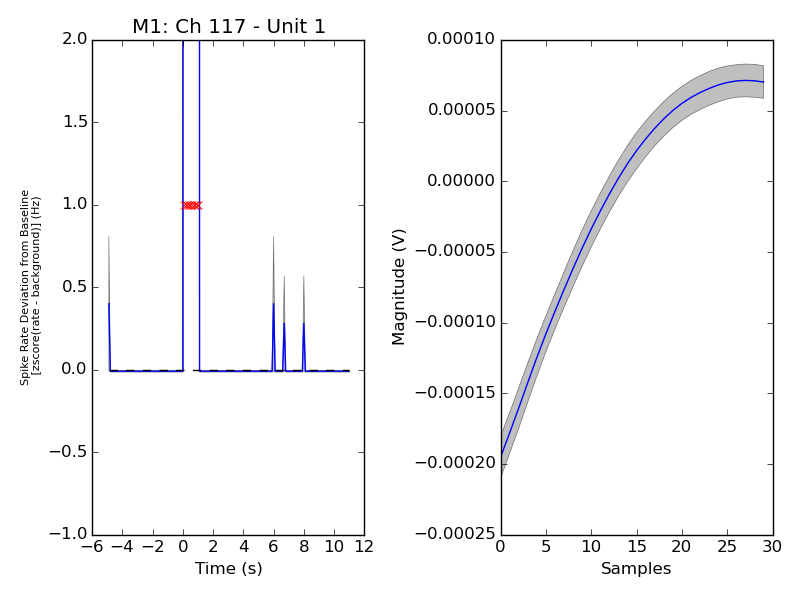 M1: Ch 117 - Unit 1
2.0
1.5
1.0
0.5
0.0
−0.5
−1.0
−6 −4 −2 0 2 4 6 8 10 12
Time (s)
Spike Rate Deviation from Baseline
[zscore(rate - background)] (Hz)
0.00010
0.00005
0.00000
−0.00005
−0.00010
−0.00015
−0.00020
−0.00025
0 5 10 15 20 25 30
Samples
Magnitude (V)